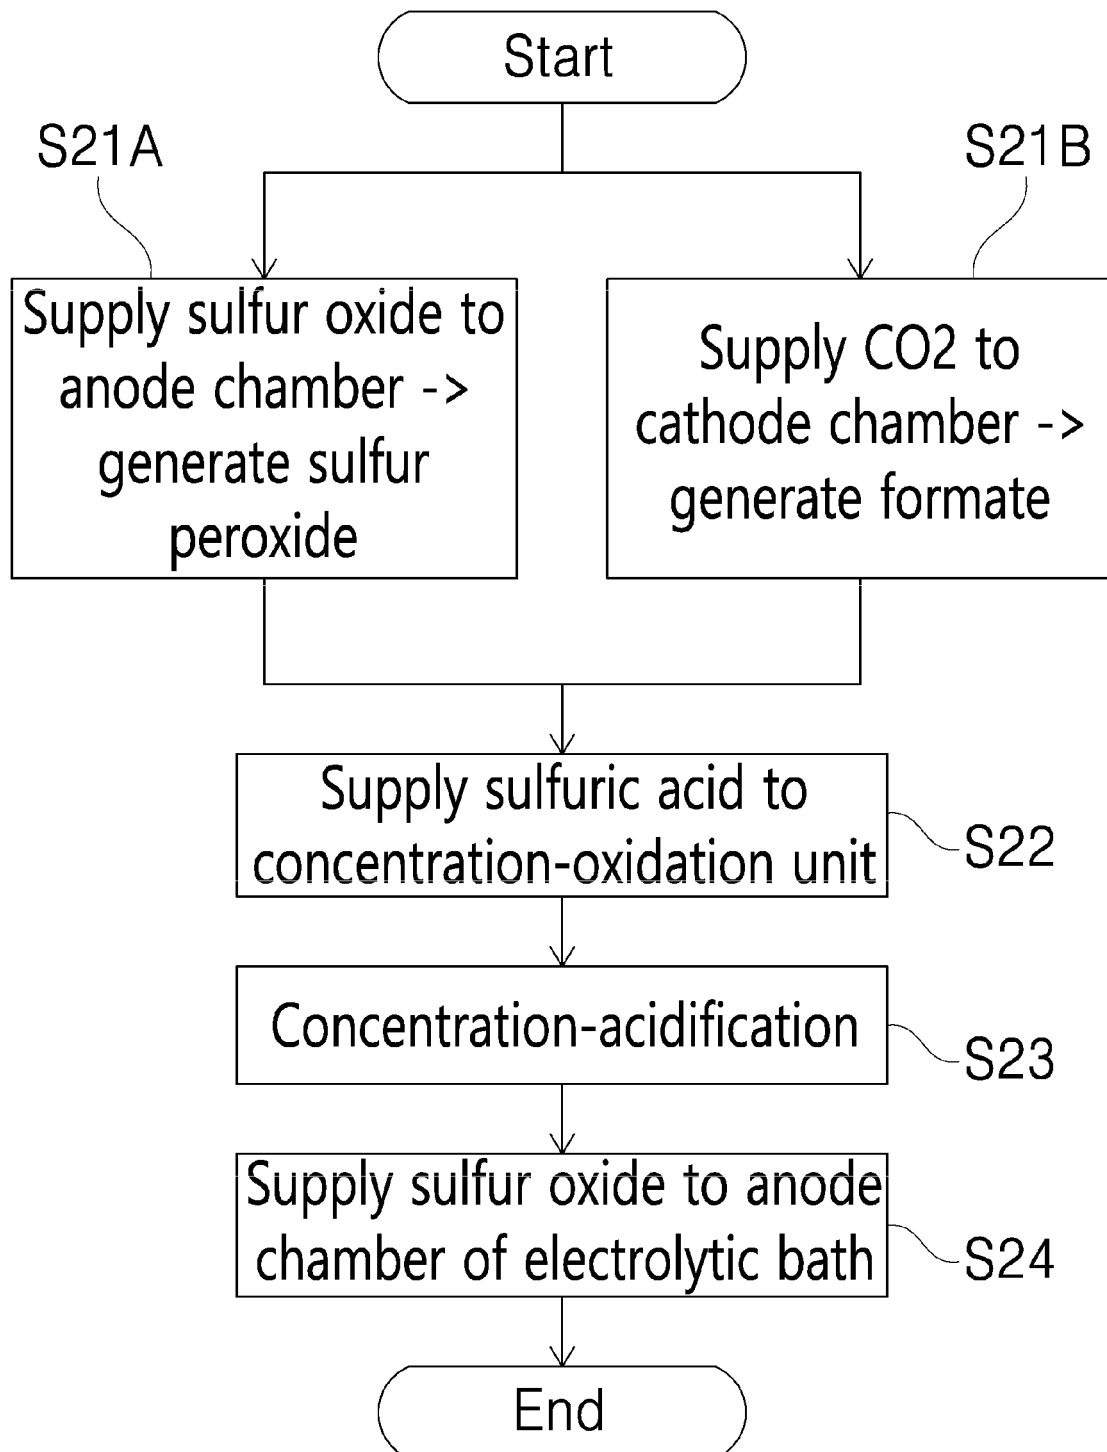 Start
S21A
S21B
Supply sulfur oxide to
anode chamber ->
generate sulfur
peroxide
Supply CO2 to
cathode chamber ->
generate formate
Supply sulfuric acid to
concentration-oxidation unit
S22
Concentration-acidification
S23
Supply sulfur oxide to anode
chamber of electrolytic bath
S24
End